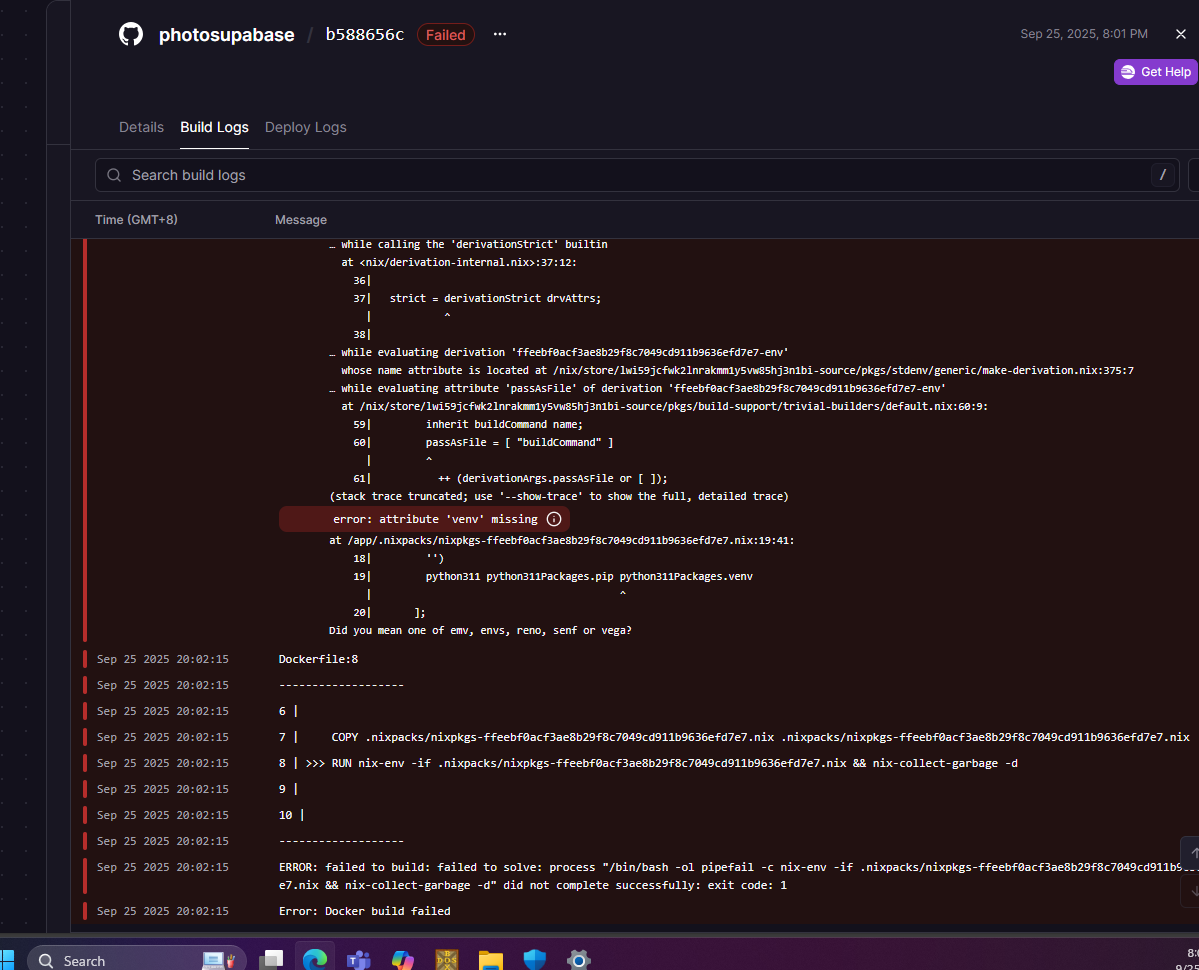 photosupabase / b588656c Failed ··· Sep 25, 2025, 8:01 PM
Get Help
Details Build Logs Deploy Logs
Search build logs /
Time (GMT+8) Message
… while calling the 'derivationStrict' builtin
at <nix/derivation-internal.nix>:37:12:
36|
37| strict = derivationStrict drvAttrs;
| ^
38|
… while evaluating derivation 'ffeebf0acf3ae8b29f8c7049cd911b9636efd7e7-env'
whose name attribute is located at /nix/store/lwi59jcfwk2lnrakmm1y5vw85hj3n1bi-source/pkgs/stdenv/generic/make-derivation.nix:375:7
… while evaluating attribute 'passAsFile' of derivation 'ffeebf0acf3ae8b29f8c7049cd911b9636efd7e7-env'
at /nix/store/lwi59jcfwk2lnrakmm1y5vw85hj3n1bi-source/pkgs/build-support/trivial-builders/default.nix:60:9:
59| inherit buildCommand name;
60| passAsFile = [ "buildCommand" ]
| ^
61| ++ (derivationArgs.passAsFile or [ ]);
(stack trace truncated; use '--show-trace' to show the full, detailed trace)
error: attribute 'venv' missing
at /app/.nixpacks/nixpkgs-ffeebf0acf3ae8b29f8c7049cd911b9636efd7e7.nix:19:41:
18| '')
19| python311 python311Packages.pip python311Packages.venv
| ^
20| ];
Did you mean one of emv, envs, reno, senf or vega?
Sep 25 2025 20:02:15 Dockerfile:8
Sep 25 2025 20:02:15 -------------------
Sep 25 2025 20:02:15 6 |
Sep 25 2025 20:02:15 7 | COPY .nixpacks/nixpkgs-ffeebf0acf3ae8b29f8c7049cd911b9636efd7e7.nix .nixpacks/nixpkgs-ffeebf0acf3ae8b29f8c7049cd911b9636efd7e7.nix
Sep 25 2025 20:02:15 8 | >>> RUN nix-env -if .nixpacks/nixpkgs-ffeebf0acf3ae8b29f8c7049cd911b9636efd7e7.nix && nix-collect-garbage -d
Sep 25 2025 20:02:15 9 |
Sep 25 2025 20:02:15 10 |
Sep 25 2025 20:02:15 -------------------
Sep 25 2025 20:02:15 ERROR: failed to build: failed to solve: process "/bin/bash -ol pipefail -c nix-env -if .nixpacks/nixpkgs-ffeebf0acf3ae8b29f8c7049cd911b9
e7.nix && nix-collect-garbage -d" did not complete successfully: exit code: 1
Sep 25 2025 20:02:15 Error: Docker build failed
Search